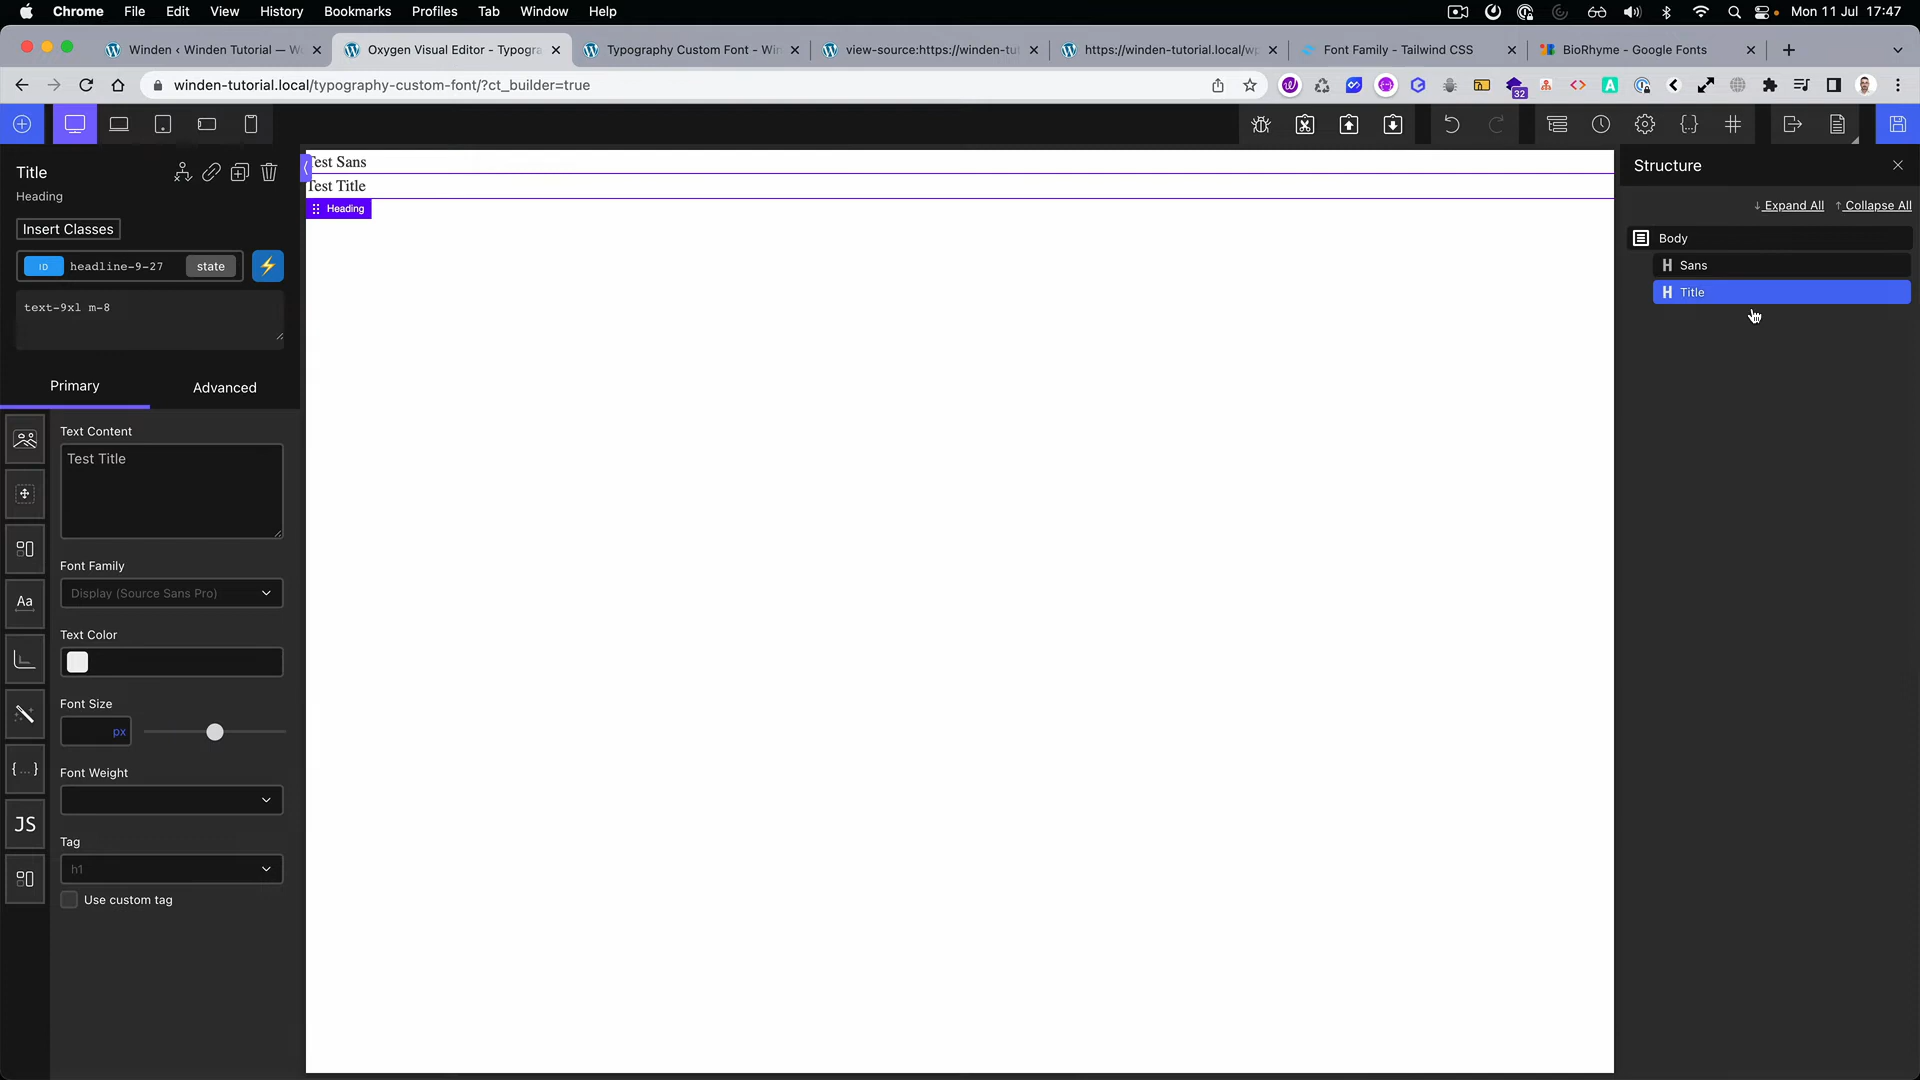 Chrome File Edit View History Bookmarks Profiles Tab Window Help Mon 11 Jul 17:47
Winden ‹ Winden Tutorial — W
Oxygen Visual Editor - Typogra
Typography Custom Font - Win
view-source:https://winden-tut
https://winden-tutorial.local/wp
Font Family - Tailwind CSS
BioRhyme - Google Fonts
winden-tutorial.local/typography-custom-font/?ct_builder=true
32
Title
Heading
Insert Classes
ID headline-9-27 state
text-9xl m-8
Primary Advanced
Text Content
Test Title
Font Family
Display (Source Sans Pro)
Text Color
Font Size
px
Font Weight
Tag
h1
Use custom tag
Aa
{...}
JS
Test Sans
Test Title
Heading
Structure
↓ Expand All ↑ Collapse All
Body
H Sans
H Title